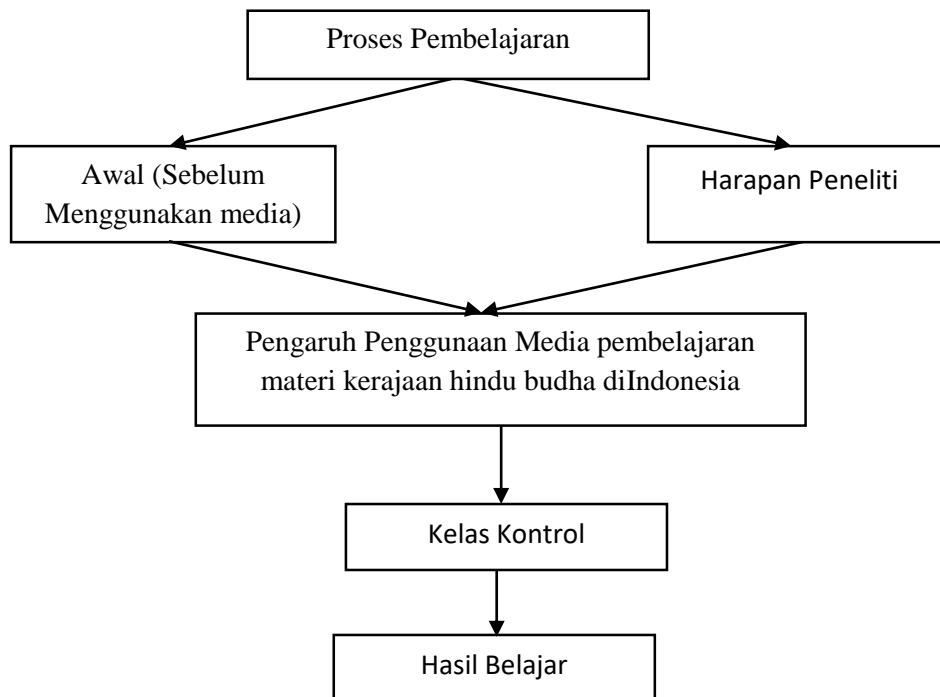 Proses Pembelajaran
Awal (Sebelum
Menggunakan media)
Harapan Peneliti
Pengaruh Penggunaan Media pembelajaran
materi kerajaan hindu budha diIndonesia
Kelas Kontrol
Hasil Belajar